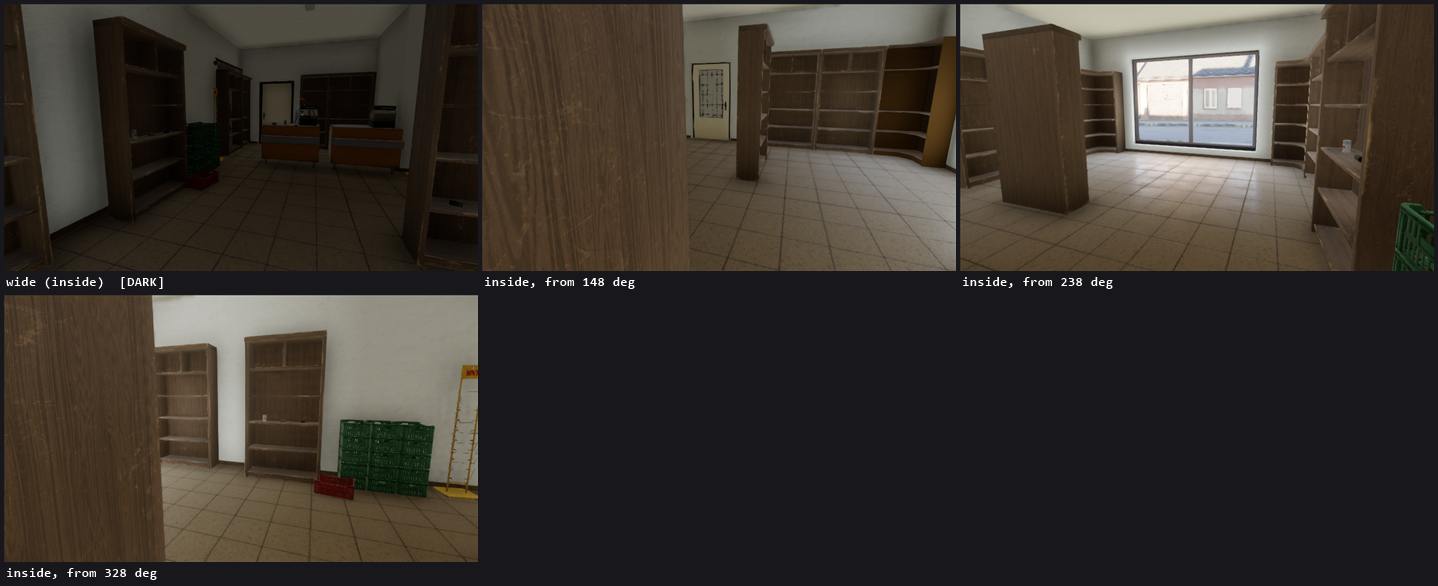 wide (inside)  [DARK]
inside, from 148 deg
inside, from 238 deg
inside, from 328 deg